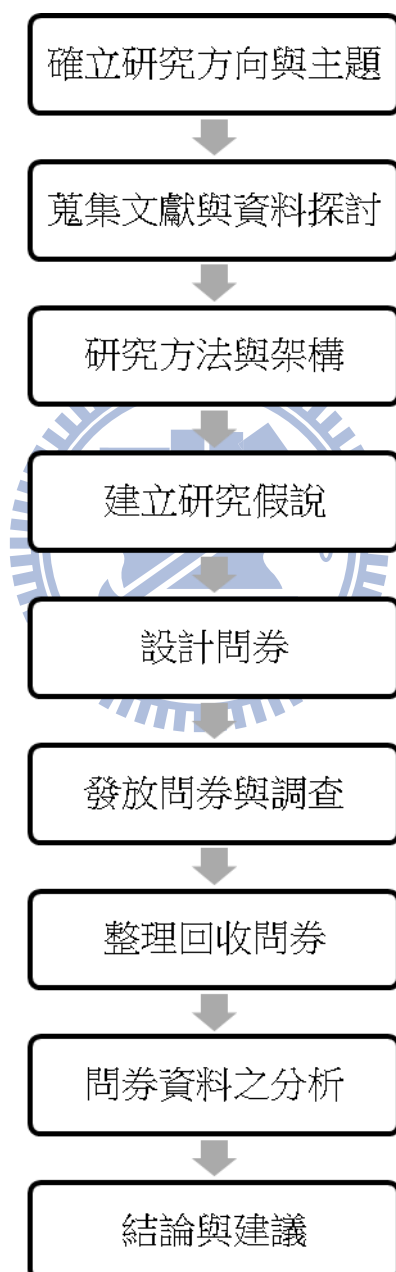 確立研究方向與主題
蒐集文獻與資料探討
研究方法與架構
建立研究假說
設計問券
發放問券與調查
整理回收問券
問券資料之分析
結論與建議